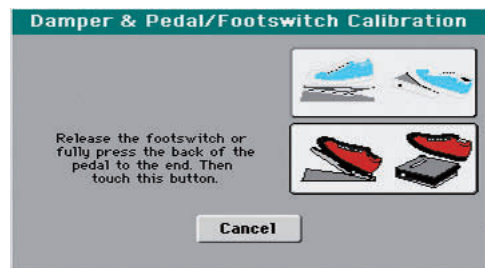 Damper & Pedal/Footswitch Calibration
Release the footswitch or
fully press the back of the
pedal to the end. Then
touch this button.
Cancel